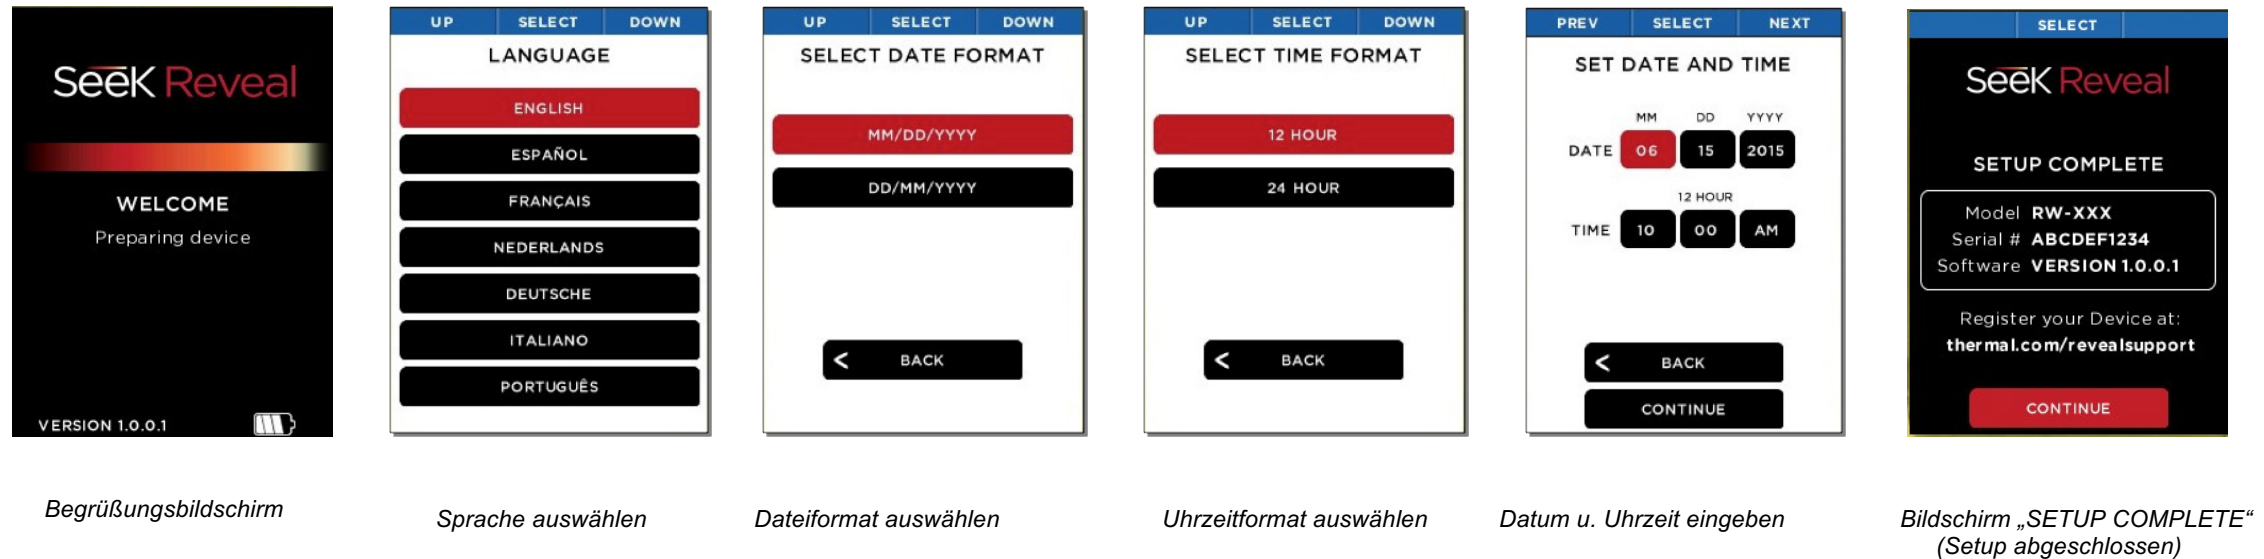 Seek Reveal
WELCOME
Preparing device
VERSION 1.0.0.1
Begrüßungsbildschirm
UP SELECT DOWN
LANGUAGE
ENGLISH
ESPAÑOL
FRANÇAIS
NEDERLANDS
DEUTSCHE
ITALIANO
PORTUGUÊS
Sprache auswählen
UP SELECT DOWN
SELECT DATE FORMAT
MM/DD/YYYY
DD/MM/YYYY
< BACK
Dateiformat auswählen
UP SELECT DOWN
SELECT TIME FORMAT
12 HOUR
24 HOUR
< BACK
Uhrzeitformat auswählen
PREV SELECT NEXT
SET DATE AND TIME
MM DD YYYY
DATE 06 15 2015
12 HOUR
TIME 10 00 AM
< BACK
CONTINUE
Datum u. Uhrzeit eingeben
SELECT
Seek Reveal
SETUP COMPLETE
Model RW-XXX
Serial # ABCDEF1234
Software VERSION 1.0.0.1
Register your Device at:
thermal.com/revealsupport
CONTINUE
Bildschirm „SETUP COMPLETE“
(Setup abgeschlossen)